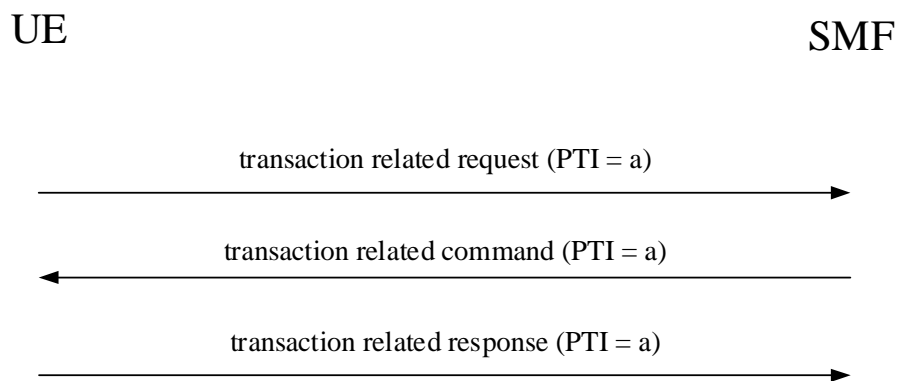 UE
SMF
transaction related request (PTI = a)
transaction related command (PTI = a)
transaction related response (PTI = a)